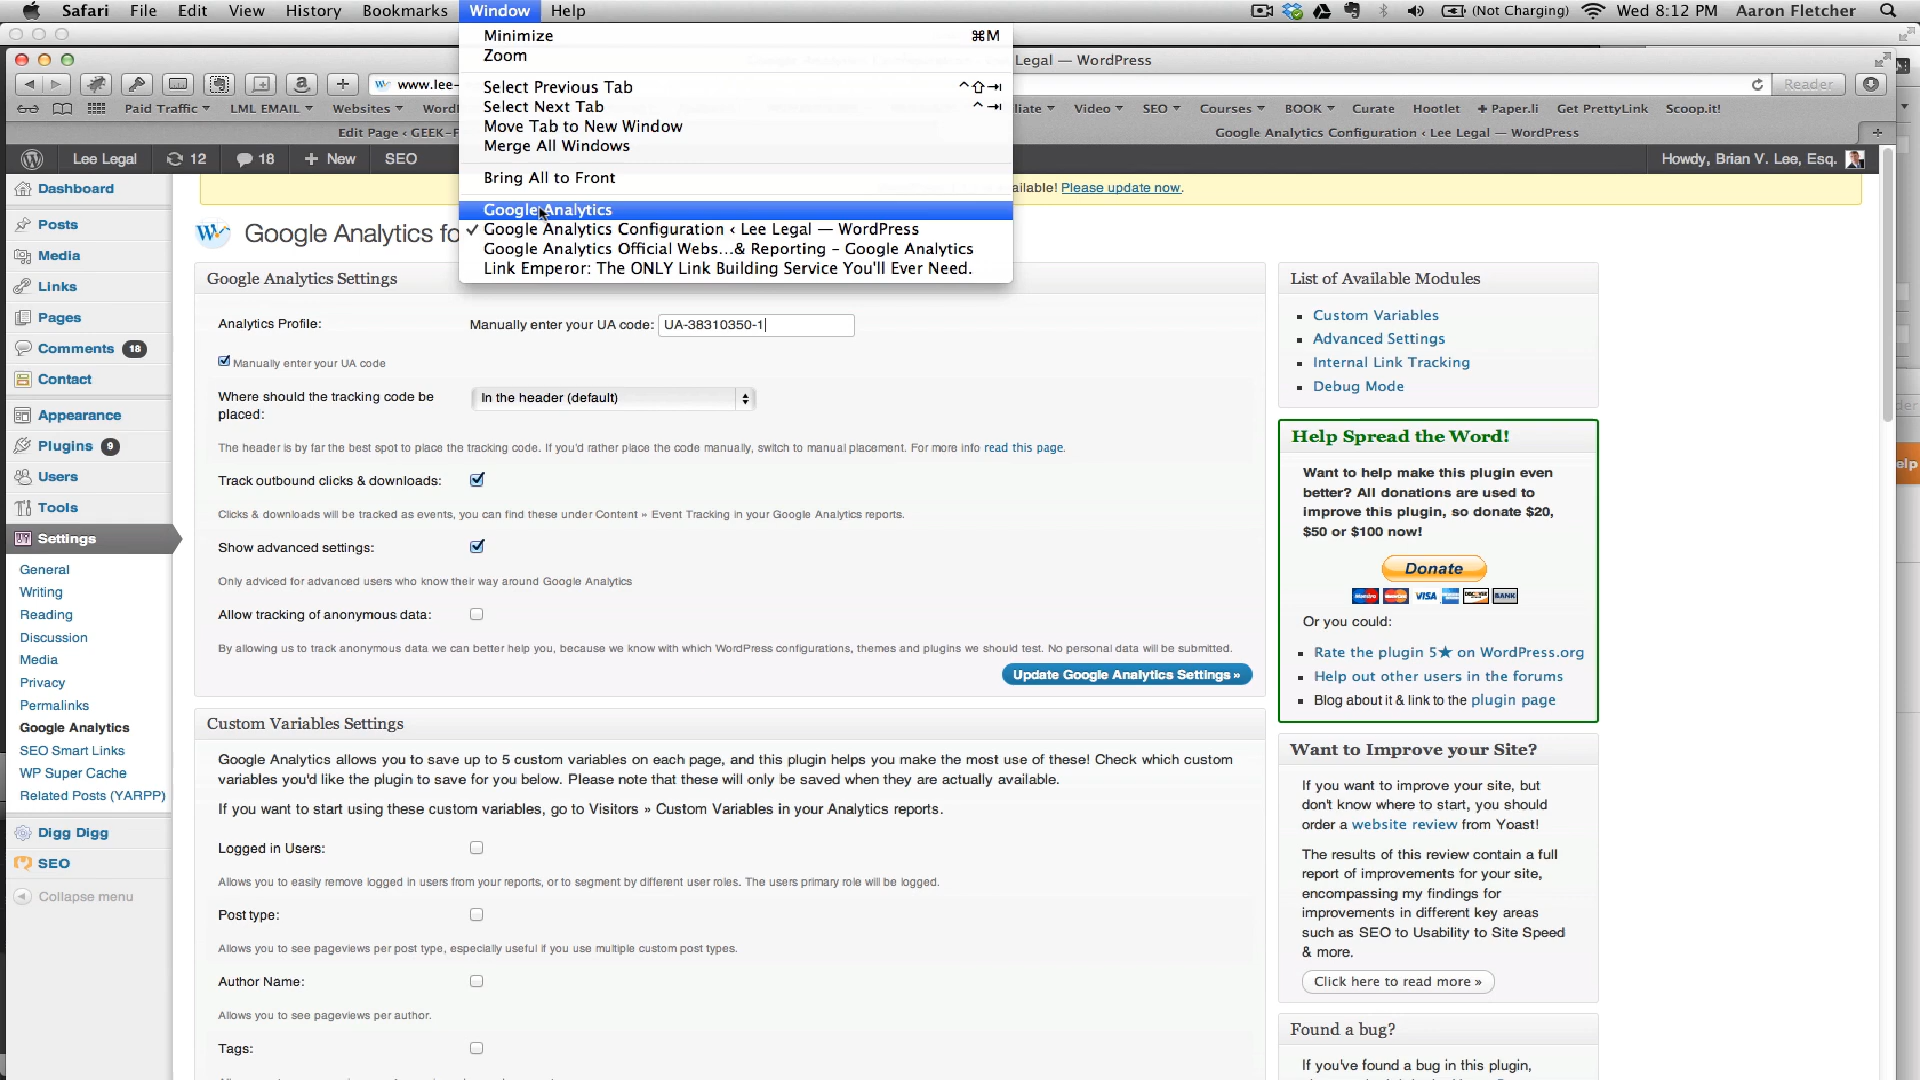 Safari File Edit View History Bookmarks Window Help (Not Charging) Wed 8:12 PM Aaron Fletcher
Minimize ⌘M
Zoom
Select Previous Tab ^⇧⇥
Select Next Tab ^⇥
Move Tab to New Window
Merge All Windows
Bring All to Front
Google Analytics
✓ Google Analytics Configuration ‹ Lee Legal — WordPress
Google Analytics Official Webs...& Reporting – Google Analytics
Link Emperor: The ONLY Link Building Service You'll Ever Need.
Legal — WordPress
www.lee- Reader
Paid Traffic ▾ LML EMAIL ▾ Websites ▾ Word liate ▾ Video ▾ SEO ▾ Courses ▾ BOOK ▾ Curate Hootlet + Paper.li Get PrettyLink Scoop.it!
Edit Page ‹ GEEK-F Google Analytics Configuration ‹ Lee Legal — WordPress +
Lee Legal 12 18 + New SEO Howdy, Brian V. Lee, Esq.
ailable! Please update now.
Dashboard
Posts
Media
Links
Pages
Comments 18
Contact
Appearance
Plugins 9
Users
Tools
Settings
General
Writing
Reading
Discussion
Media
Privacy
Permalinks
Google Analytics
SEO Smart Links
WP Super Cache
Related Posts (YARPP)
Digg Digg
SEO
Collapse menu
Google Analytics fo
Google Analytics Settings
Analytics Profile: Manually enter your UA code: UA-38310350-1
Manually enter your UA code
Where should the tracking code be
placed:
In the header (default)
The header is by far the best spot to place the tracking code. If you'd rather place the code manually, switch to manual placement. For more info read this page.
Track outbound clicks & downloads:
Clicks & downloads will be tracked as events, you can find these under Content » Event Tracking in your Google Analytics reports.
Show advanced settings:
Only adviced for advanced users who know their way around Google Analytics
Allow tracking of anonymous data:
By allowing us to track anonymous data we can better help you, because we know with which WordPress configurations, themes and plugins we should test. No personal data will be submitted.
Update Google Analytics Settings »
Custom Variables Settings
Google Analytics allows you to save up to 5 custom variables on each page, and this plugin helps you make the most use of these! Check which custom
variables you'd like the plugin to save for you below. Please note that these will only be saved when they are actually available.
If you want to start using these custom variables, go to Visitors » Custom Variables in your Analytics reports.
Logged in Users:
Allows you to easily remove logged in users from your reports, or to segment by different user roles. The users primary role will be logged.
Post type:
Allows you to see pageviews per post type, especially useful if you use multiple custom post types.
Author Name:
Allows you to see pageviews per author.
Tags:
List of Available Modules
Custom Variables
Advanced Settings
Internal Link Tracking
Debug Mode
Help Spread the Word!
Want to help make this plugin even
better? All donations are used to
improve this plugin, so donate $20,
$50 or $100 now!
Donate
VISA BANK
Or you could:
Rate the plugin 5★ on WordPress.org
Help out other users in the forums
Blog about it & link to the plugin page
Want to Improve your Site?
If you want to improve your site, but
don't know where to start, you should
order a website review from Yoast!
The results of this review contain a full
report of improvements for your site,
encompassing my findings for
improvements in different key areas
such as SEO to Usability to Site Speed
& more.
Click here to read more »
Found a bug?
If you've found a bug in this plugin,
elp